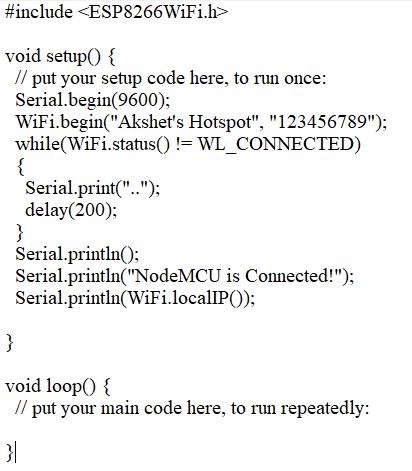 #include <ESP8266WiFi.h>
void setup() {
// put your setup code here, to run once:
Serial.begin(9600);
WiFi.begin("Akshet's Hotspot", "123456789");
while(WiFi.status() != WL_CONNECTED)
{
Serial.print("..");
delay(200);
}
Serial.println();
Serial.println("NodeMCU is Connected!");
Serial.println(WiFi.localIP());
}
void loop() {
// put your main code here, to run repeatedly:
}